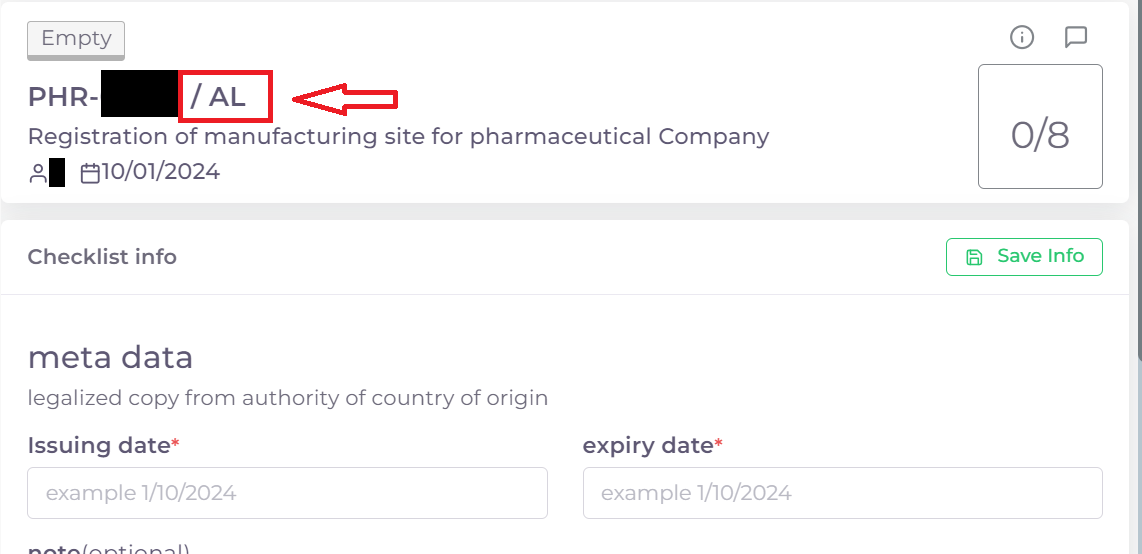 Empty
PHR- / AL
0/8
Registration of manufacturing site for pharmaceutical Company
10/01/2024
Checklist info
Save Info
meta data
legalized copy from authority of country of origin
Issuing date* expiry date*
example 1/10/2024 example 1/10/2024
note(optional)